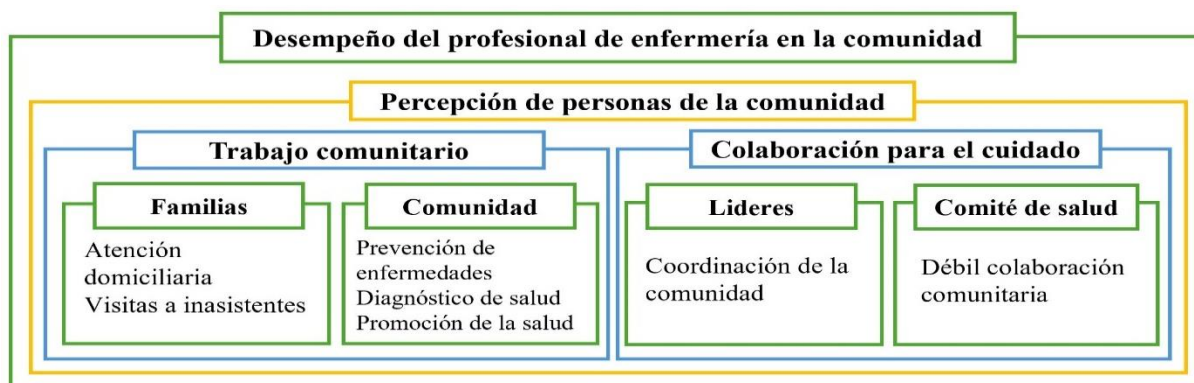 Desempeño del profesional de enfermería en la comunidad
Percepción de personas de la comunidad
Trabajo comunitario
Colaboración para el cuidado
Familias
Comunidad
Lideres
Comité de salud
Atención
domiciliaria
Visitas a inasistentes
Prevención de
enfermedades
Diagnóstico de salud
Promoción de la salud
Coordinación de la
comunidad
Débil colaboración
comunitaria